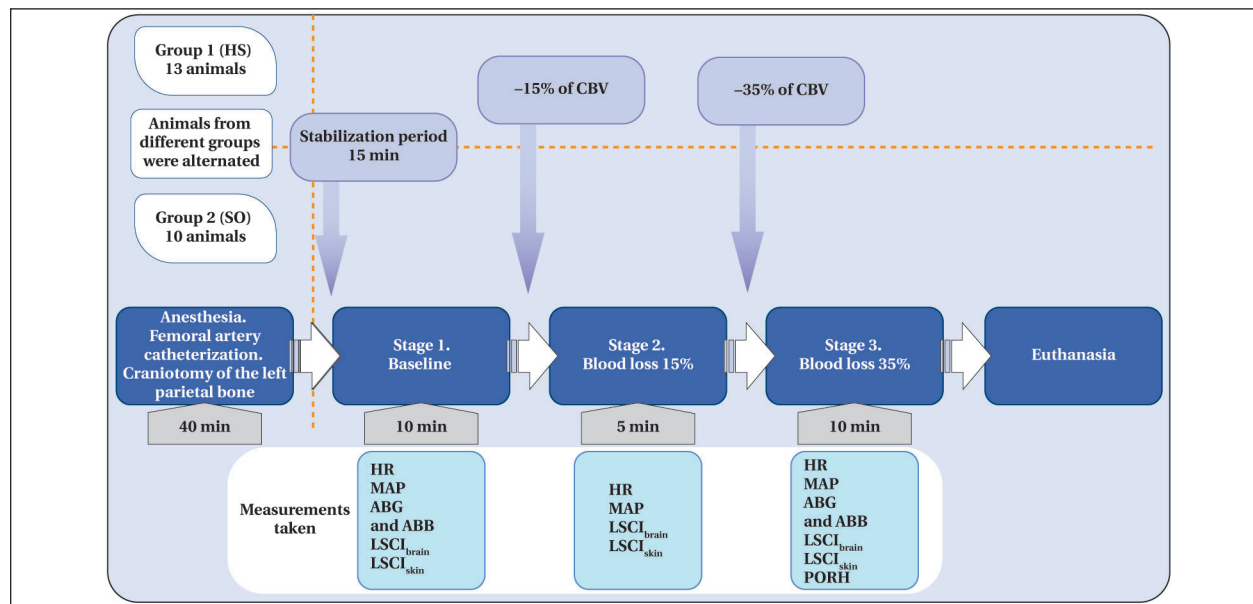 Group 1 (HS)
13 animals
Animals from
different groups
were alternated
Group 2 (SO)
10 animals
Stabilization period
15 min
–15% of CBV
–35% of CBV
Anesthesia.
Femoral artery
catheterization.
Craniotomy of the left
parietal bone
Stage 1.
Baseline
Stage 2.
Blood loss 15%
Stage 3.
Blood loss 35%
Euthanasia
40 min
10 min
5 min
10 min
Measurements
taken
HR
MAP
ABG
and ABB
LSCIbrain
LSCIskin
HR
MAP
LSCIbrain
LSCIskin
HR
MAP
ABG
and ABB
LSCIbrain
LSCIskin
PORH